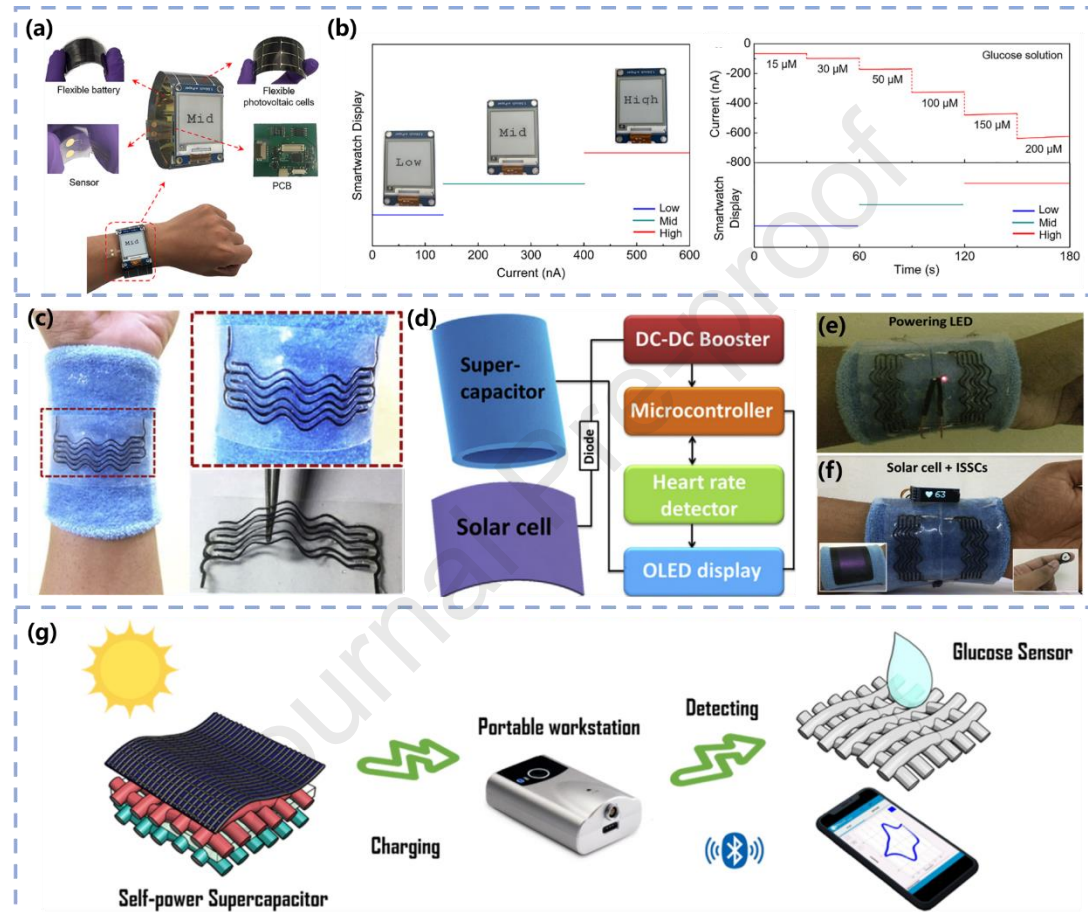 (a)
Flexible battery
Flexible
photovoltaic cells
Mid
Sensor
PCB
Mid
(b)
Smartwatch Display
Low
Mid
High
Low
Mid
High
0 100 200 300 400 500 600
Current (nA)
Current (nA)
0
-200
-400
-600
-800
Glucose solution
15 µM
30 µM
50 µM
100 µM
150 µM
200 µM
Smartwatch
Display
Low
Mid
High
0 60 120 180
Time (s)
(c)
(d)
Super-
capacitor
Solar cell
Diode
DC-DC Booster
Microcontroller
Heart rate
detector
OLED display
(e)
Powering LED
(f)
Solar cell + ISSCs
63
(g)
Self-power Supercapacitor
Charging
Portable workstation
Detecting
Glucose Sensor
Journal Pre-proof